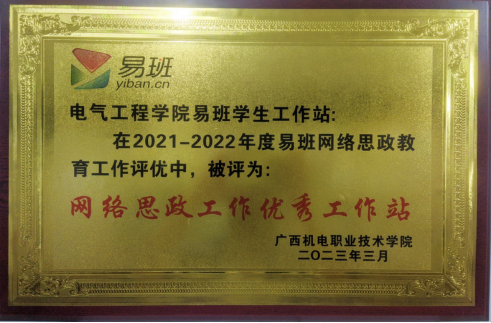 易班
yiban.cn
电气工程学院易班学生工作站:
在2021-2022年度易班网络思政教
育工作评优中，被评为:
网络思政工作优秀工作站
广西机电职业技术学院
二〇二三年三月